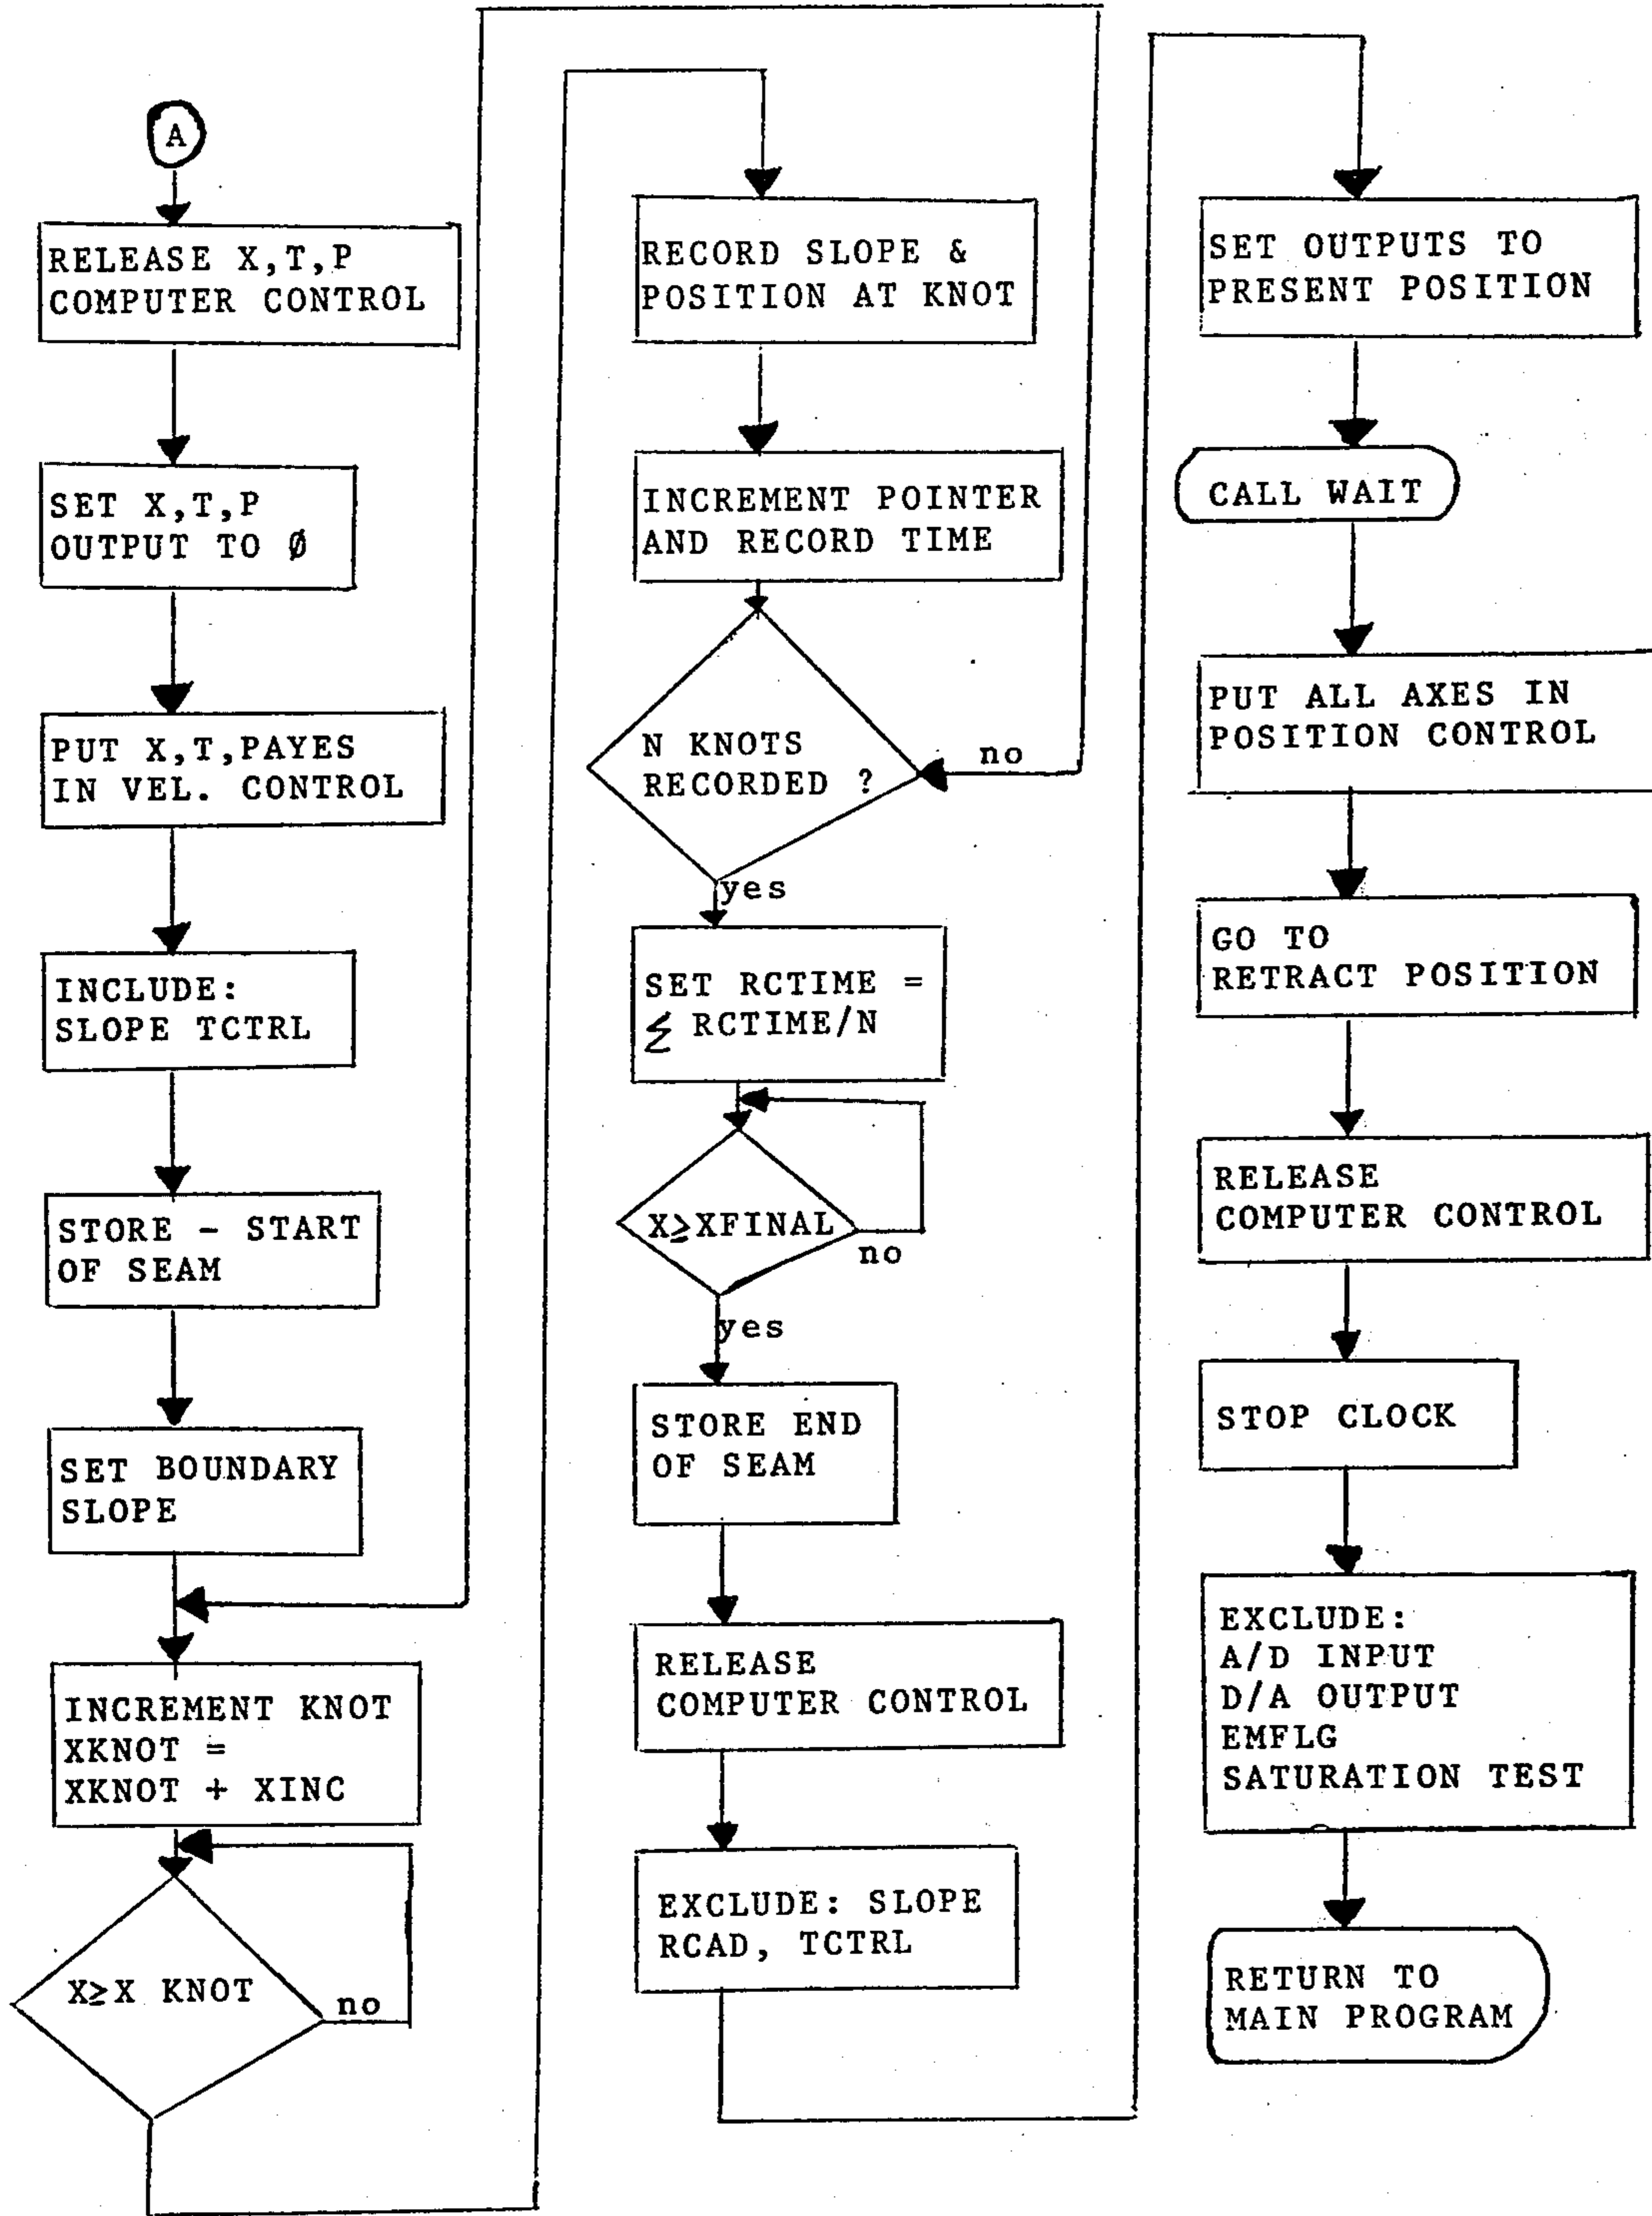 A
RELEASE X,T,P
COMPUTER CONTROL
SET X,T,P
OUTPUT TO Ø
PUT X,T,PAYES
IN VEL. CONTROL
INCLUDE:
SLOPE TCTRL
STORE - START
OF SEAM
SET BOUNDARY
SLOPE
INCREMENT KNOT
XKNOT =
XKNOT + XINC
X≥X KNOT
no
RECORD SLOPE &
POSITION AT KNOT
INCREMENT POINTER
AND RECORD TIME
N KNOTS
RECORDED ?
no
yes
SET RCTIME =
∑ RCTIME/N
X≥XFINAL
no
yes
STORE END
OF SEAM
RELEASE
COMPUTER CONTROL
EXCLUDE: SLOPE
RCAD, TCTRL
SET OUTPUTS TO
PRESENT POSITION
CALL WAIT
PUT ALL AXES IN
POSITION CONTROL
GO TO
RETRACT POSITION
RELEASE
COMPUTER CONTROL
STOP CLOCK
EXCLUDE:
A/D INPUT
D/A OUTPUT
EMFLG
SATURATION TEST
RETURN TO
MAIN PROGRAM